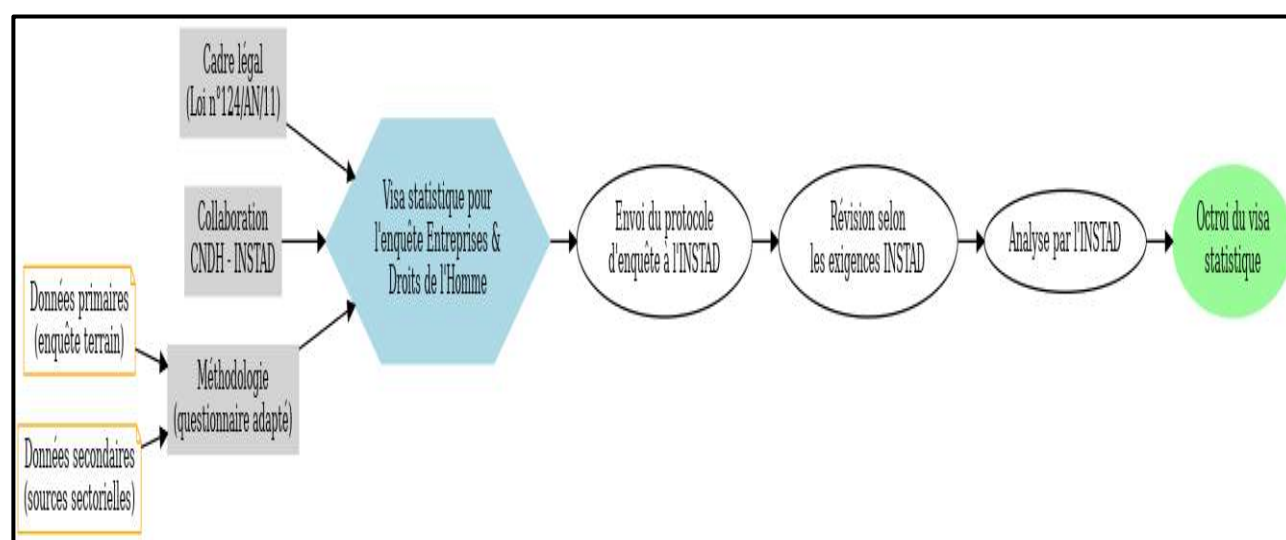 Cadre légal
(Loi n°124/AN/11)
Collaboration
CNDH - INSTAD
Données primaires
(enquête terrain)
Données secondaires
(sources sectorielles)
Méthodologie
(questionnaire adapté)
Visa statistique pour
l'enquête Entreprises &
Droits de l'Homme
Envoi du protocole
d'enquête à l'INSTAD
Révision selon
les exigences INSTAD
Analyse par l'INSTAD
Octroi du visa
statistique